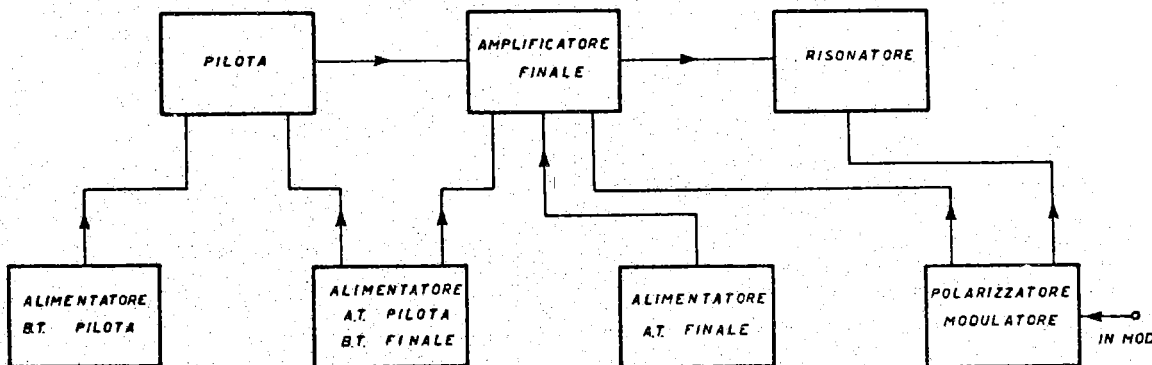 PILOTA
AMPLIFICATORE
FINALE
RISONATORE
ALIMENTATORE
B.T. PILOTA
ALIMENTATORE
A.T. PILOTA
B.T. FINALE
ALIMENTATORE
A.T. FINALE
POLARIZZATORE
MODULATORE
IN MOD